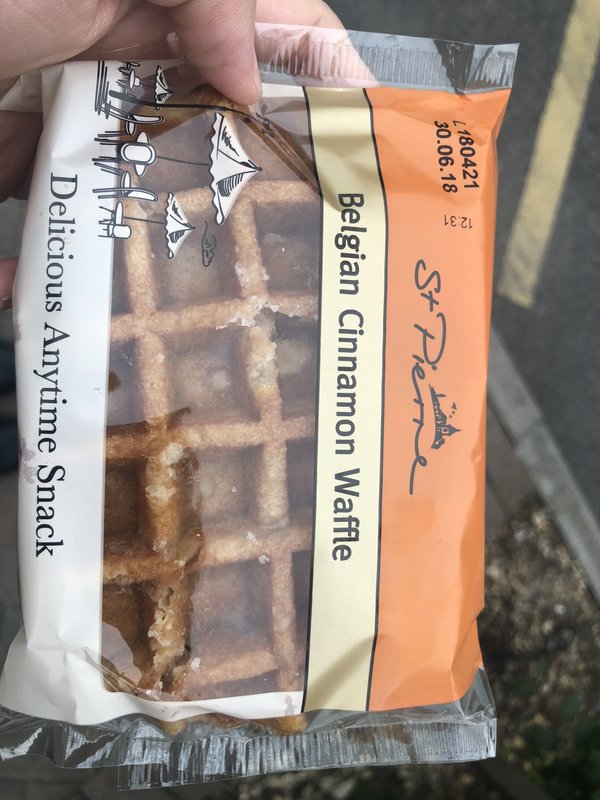 L180421
30.06.18 12:31
St Pierre
Belgian Cinnamon Waffle
Delicious Anytime Snack